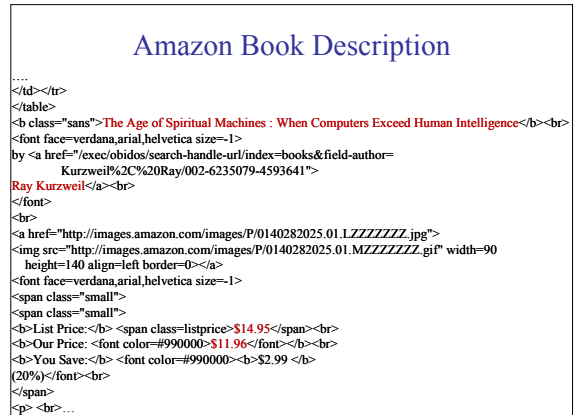 Amazon Book Description
….
</td></tr>
</table>
<b class="sans">The Age of Spiritual Machines : When Computers Exceed Human Intelligence</b><br>
<font face=verdana,arial,helvetica size=-1>
by <a href="/exec/obidos/search-handle-url/index=books&field-author=
Kurzweil%2C%20Ray/002-6235079-4593641">
Ray Kurzweil</a><br>
</font>
<br>
<a href="http://images.amazon.com/images/P/0140282025.01.LZZZZZZZ.jpg">
<img src="http://images.amazon.com/images/P/0140282025.01.MZZZZZZZ.gif" width=90
height=140 align=left border=0></a>
<font face=verdana,arial,helvetica size=-1>
<span class="small">
<span class="small">
<b>List Price:</b> <span class=listprice>$14.95</span><br>
<b>Our Price: <font color=#990000>$11.96</font></b><br>
<b>You Save:</b> <font color=#990000><b>$2.99 </b>
(20%)</font><br>
</span>
<p> <br>…